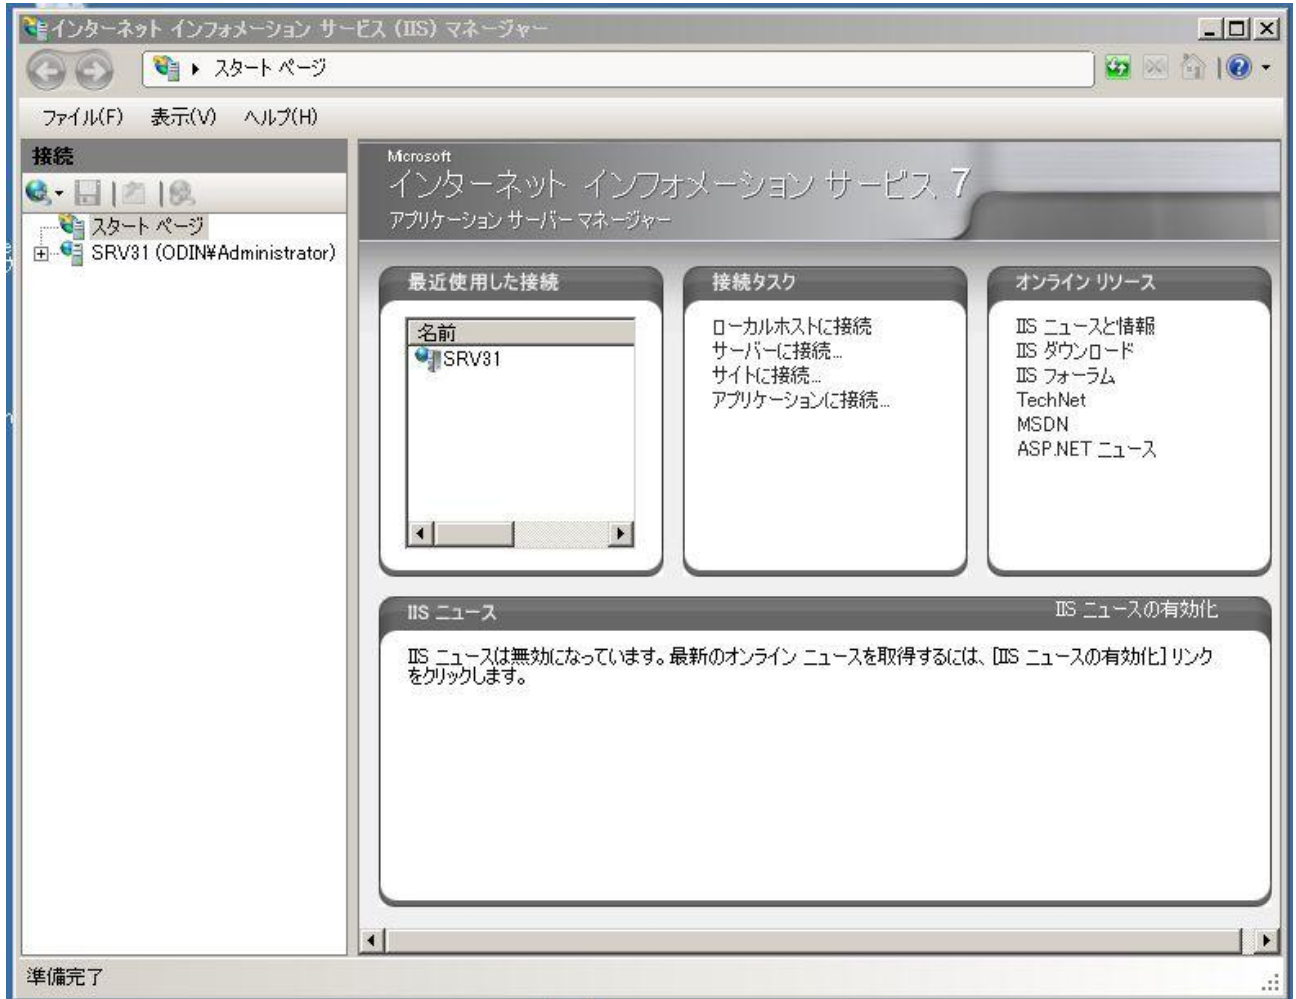 インターネット インフォメーション サービス (IIS) マネージャー
スタート ページ
ファイル(F) 表示(V) ヘルプ(H)
接続
スタート ページ
SRV31 (ODIN¥Administrator)
Microsoft
インターネット インフォメーション サービス 7
アプリケーション サーバー マネージャー
最近使用した接続
名前
SRV31
接続タスク
ローカルホストに接続
サーバーに接続...
サイトに接続...
アプリケーションに接続...
オンライン リソース
IIS ニュースと情報
IIS ダウンロード
IIS フォーラム
TechNet
MSDN
ASP.NET ニュース
IIS ニュース
IIS ニュースの有効化
IIS ニュースは無効になっています。最新のオンライン ニュースを取得するには、[IIS ニュースの有効化] リンク
をクリックします。
準備完了